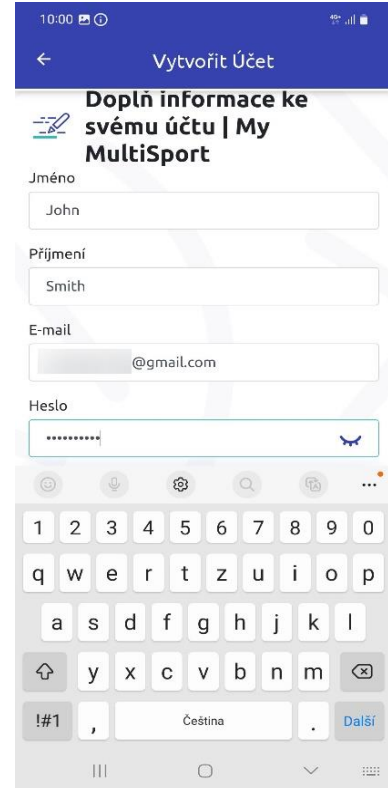 10:00
Vytvořit Účet
Doplň informace ke
svému účtu | My
MultiSport
Jméno
John
Příjmení
Smith
E-mail
@gmail.com
Heslo
1 2 3 4 5 6 7 8 9 0
q w e r t z u i o p
a s d f g h j k l
y x c v b n m
!#1 , Čeština . Další